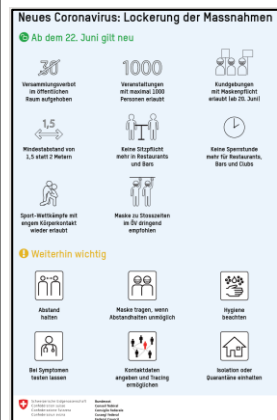 Neues Coronavirus: Lockerung der Massnahmen
Ab dem 22. Juni gilt neu
30
Versammlungsverbot
im öffentlichen
Raum aufgehoben
1000
Veranstaltungen
mit maximal 1000
Personen erlaubt
Kundgebungen
mit Maskenpflicht
erlaubt (ab 20. Juni)
1,5
Mindestabstand von
1,5 statt 2 Metern
Keine Sitzpflicht
mehr in Restaurants
und Bars
Keine Sperrstunde
mehr für Restaurants,
Bars und Clubs
Sport-Wettkämpfe mit
engem Körperkontakt
wieder erlaubt
Maske zu Stosszeiten
im ÖV dringend
empfohlen
Weiterhin wichtig
Abstand
halten
Maske tragen, wenn
Abstandhalten unmöglich
Hygiene
beachten
Bei Symptomen
testen lassen
Kontaktdaten
angeben und Tracing
ermöglichen
Isolation oder
Quarantäne einhalten
Schweizerische Eidgenossenschaft
Confédération suisse
Confederazione Svizzera
Confederaziun svizra
Bundesrat
Conseil fédéral
Consiglio federale
Cussegl federal
Federal Council